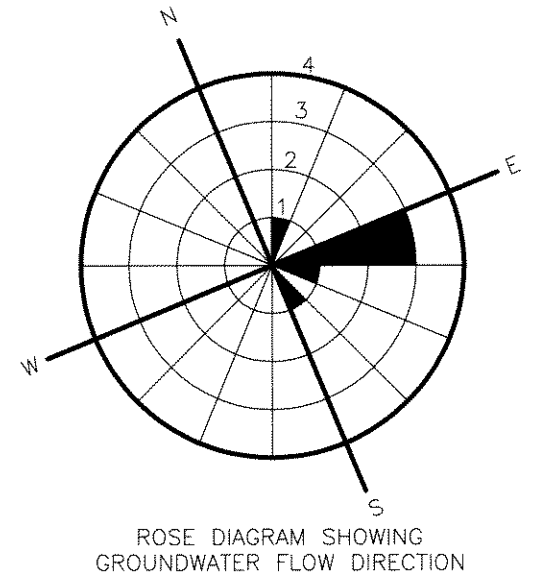 N
4
3
2
1
E
W
S
ROSE DIAGRAM SHOWING
GROUNDWATER FLOW DIRECTION